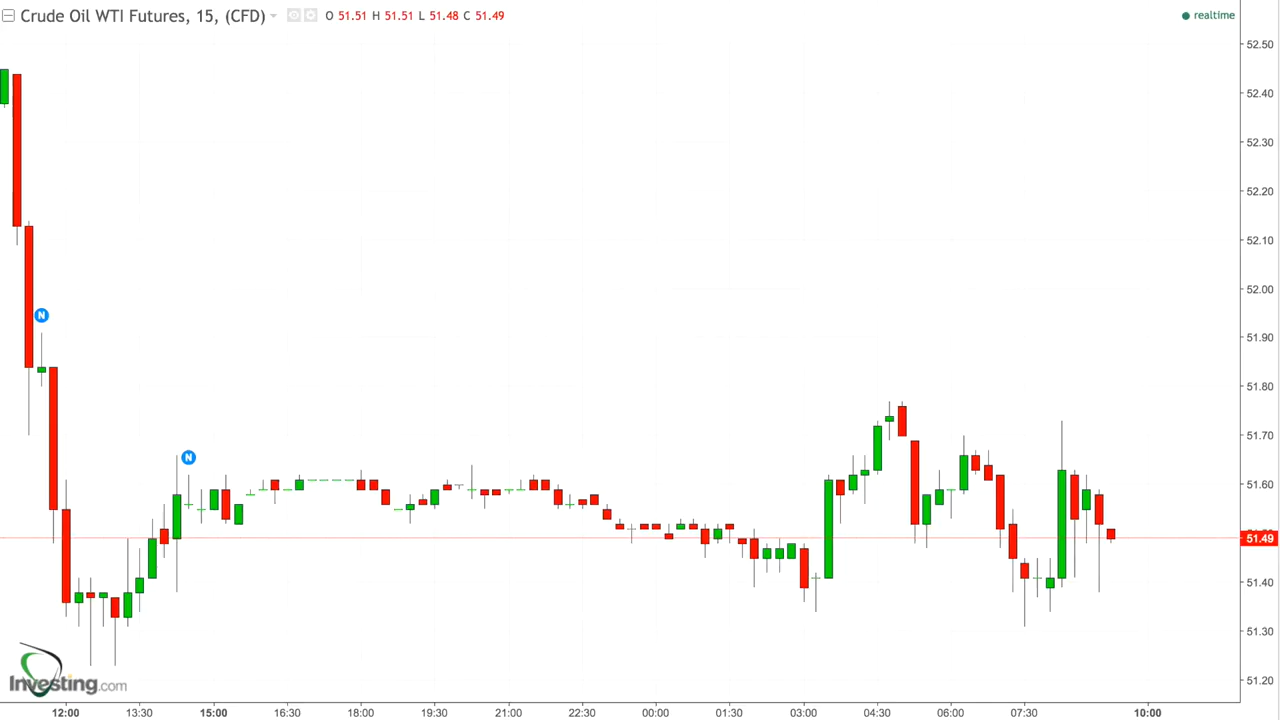 Crude Oil WTI Futures, 15, (CFD) O 51.51 H 51.51 L 51.48 C 51.49
realtime
52.50
52.40
52.30
52.20
52.10
52.00
51.90
51.80
51.70
51.60
51.49
51.40
51.30
51.20
N
N
Investing.com
12:00 13:30 15:00 16:30 18:00 19:30 21:00 22:30 00:00 01:30 03:00 04:30 06:00 07:30 10:00